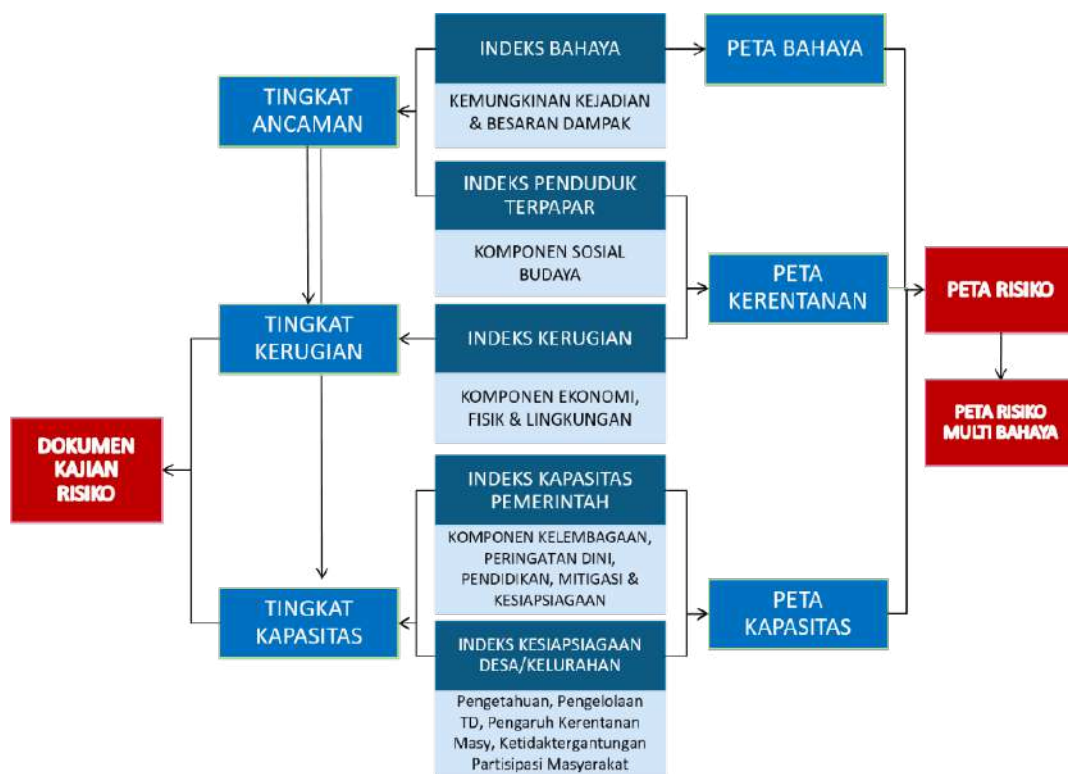 INDEKS BAHAYA
KEMUNGKINAN KEJADIAN
& BESARAN DAMPAK
PETA BAHAYA
TINGKAT
ANCAMAN
INDEKS PENDUDUK
TERPAPAR
KOMPONEN SOSIAL
BUDAYA
PETA
KERENTANAN
PETA RISIKO
TINGKAT
KERUGIAN
INDEKS KERUGIAN
KOMPONEN EKONOMI,
FISIK & LINGKUNGAN
PETA RISIKO
MULTI BAHAYA
DOKUMEN
KAJIAN
RISIKO
INDEKS KAPASITAS
PEMERINTAH
KOMPONEN KELEMBAGAAN,
PERINGATAN DINI,
PENDIDIKAN, MITIGASI &
KESIAPSIAGAAN
TINGKAT
KAPASITAS
PETA
KAPASITAS
INDEKS KESIAPSIAGAAN
DESA/KELURAHAN
Pengetahuan, Pengelolaan
TD, Pengaruh Kerentanan
Masy, Ketidaktergantungan
Partisipasi Masyarakat